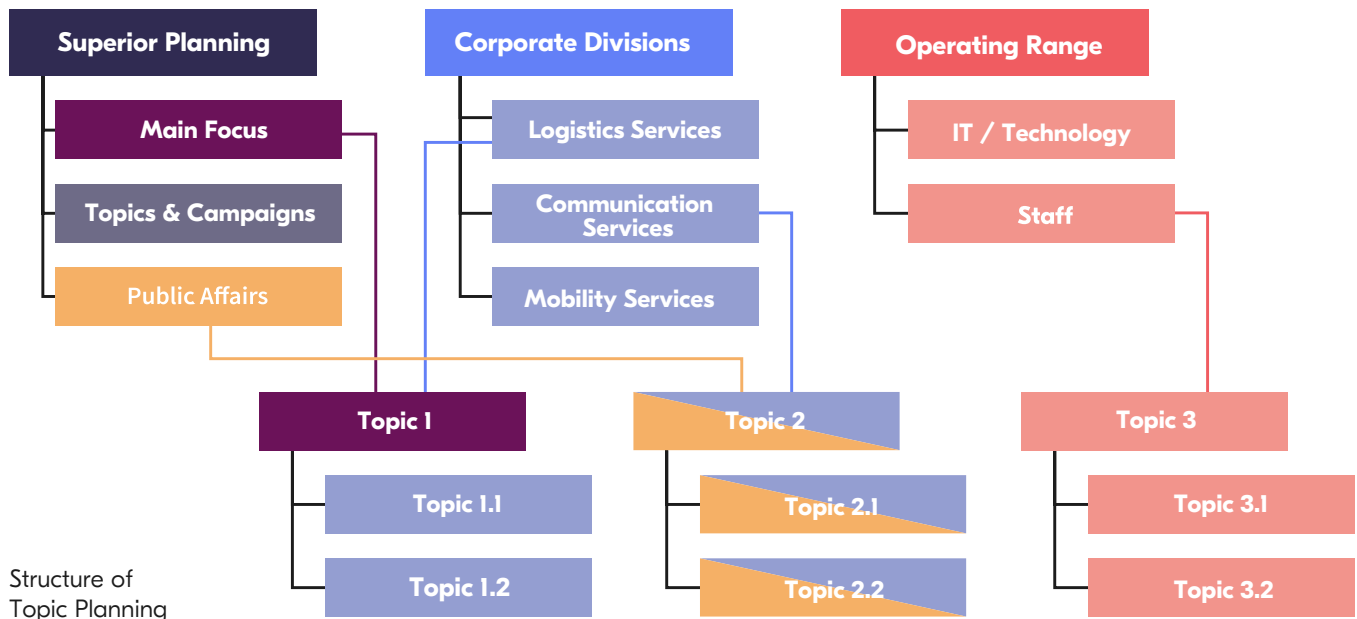 Superior Planning
Corporate Divisions
Operating Range
Main Focus
Logistics Services
IT / Technology
Topics & Campaigns
Communication
Services
Staff
Public Affairs
Mobility Services
Topic 1
Topic 2
Topic 3
Topic 1.1
Topic 2.1
Topic 3.1
Topic 1.2
Topic 2.2
Topic 3.2
Structure of
Topic Planning